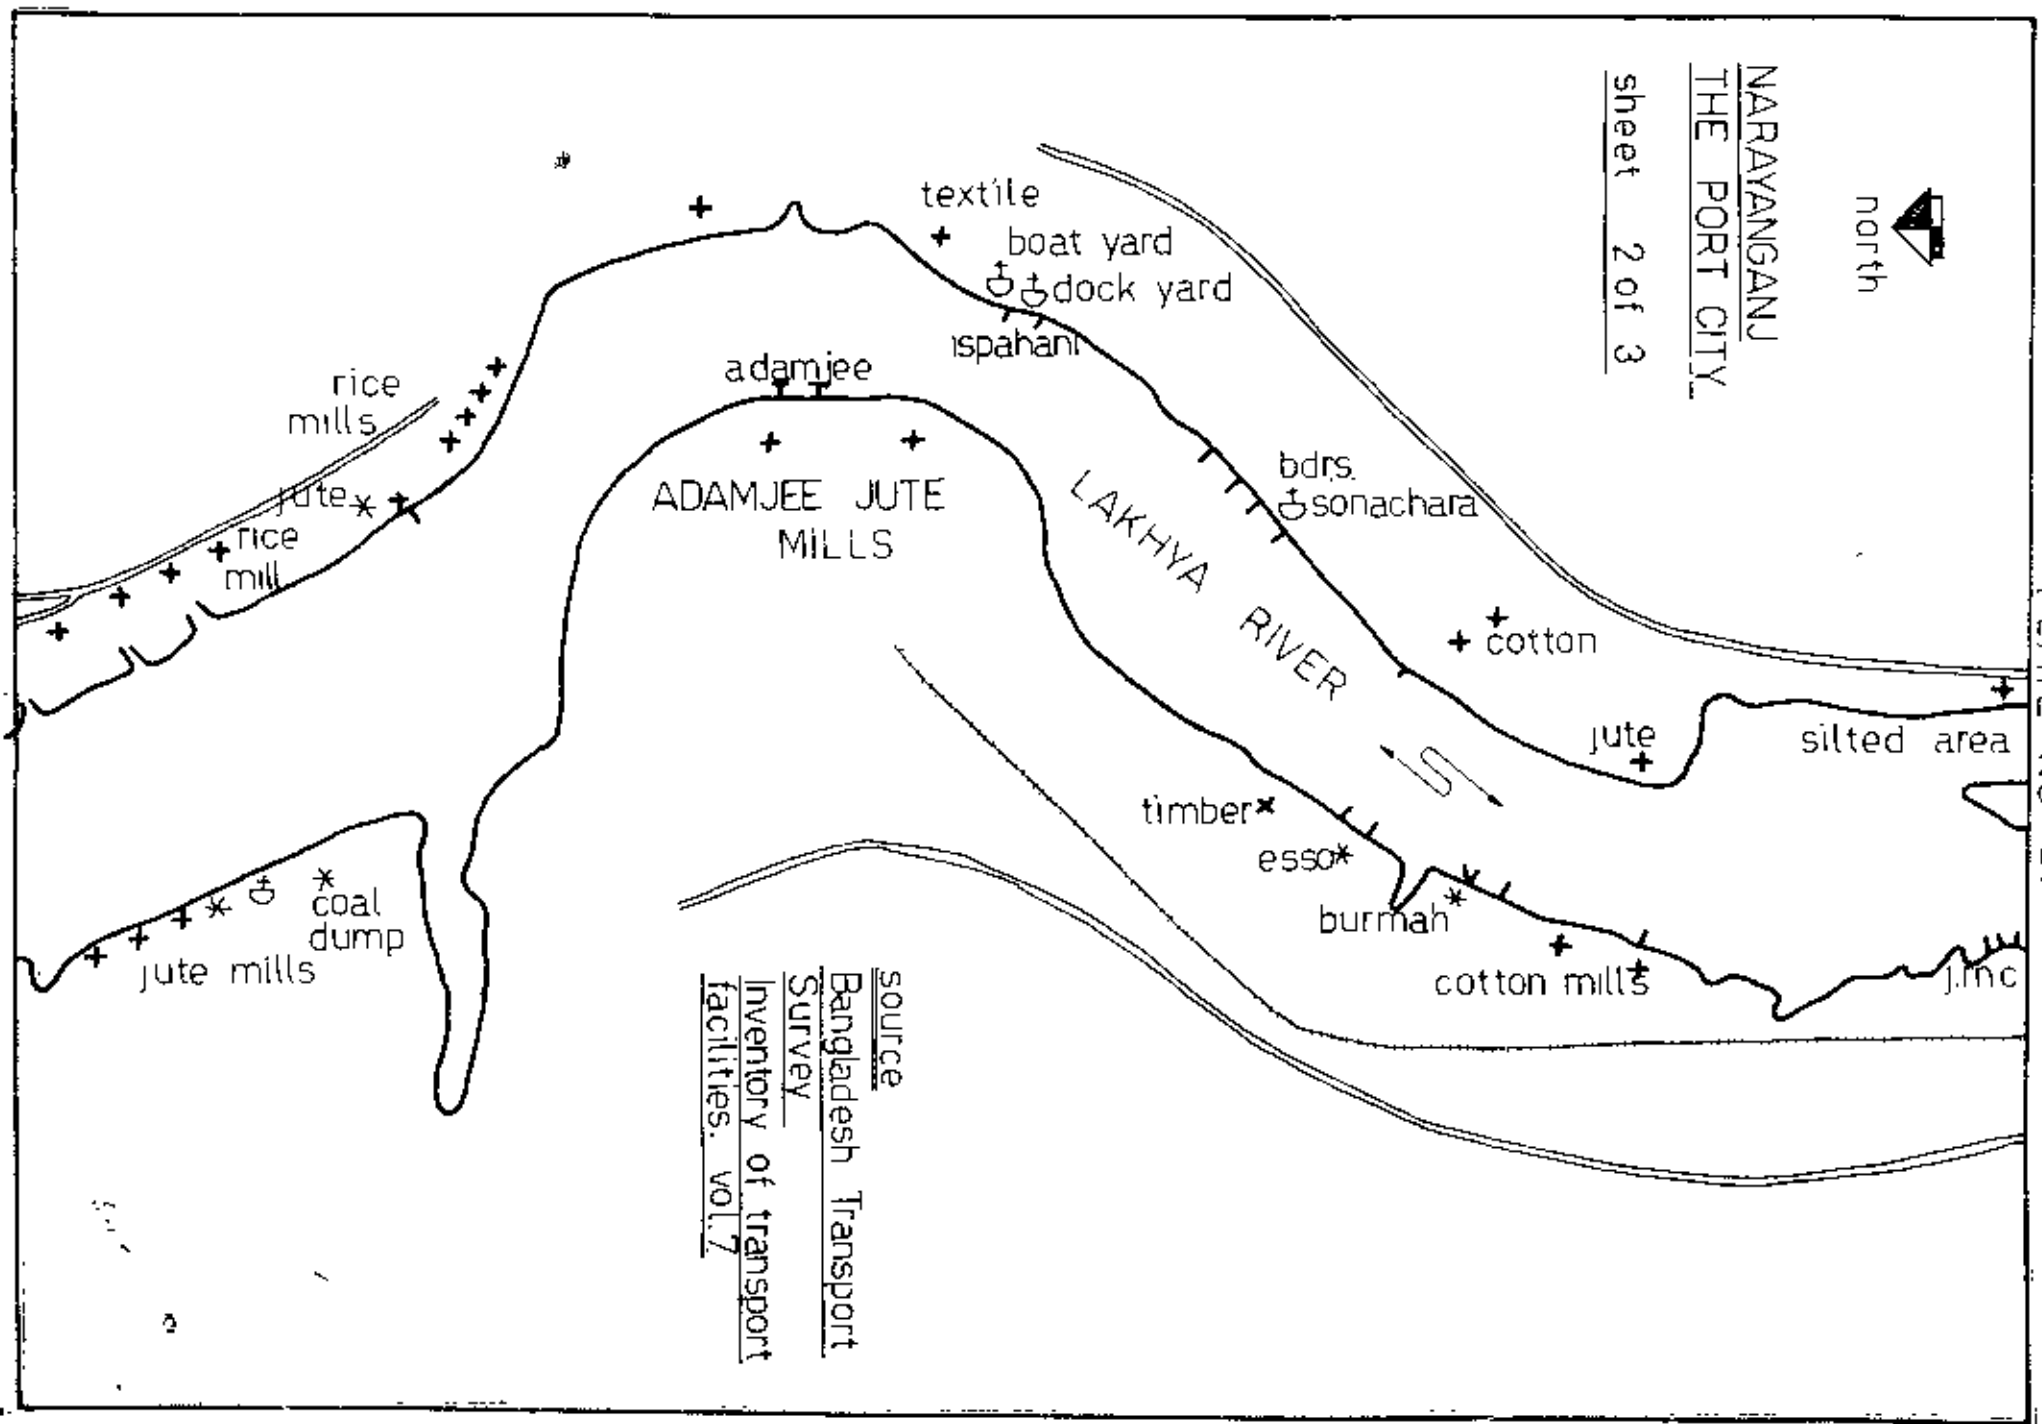 NARAYANGANJ
THE PORT CITY
sheet 2 of 3
north
textile
boat yard
dock yard
ispahani
adamjee
rice
mills
jute
rice
mill
ADAMJEE JUTE
MILLS
LAKHYA RIVER
bdrs.
sonachara
cotton
jute
silted area
timber
esso
burmah
cotton mills
j.m.c
coal
dump
jute mills
source
Bangladesh Transport
Survey
Inventory of transport
facilities. vol. 7.